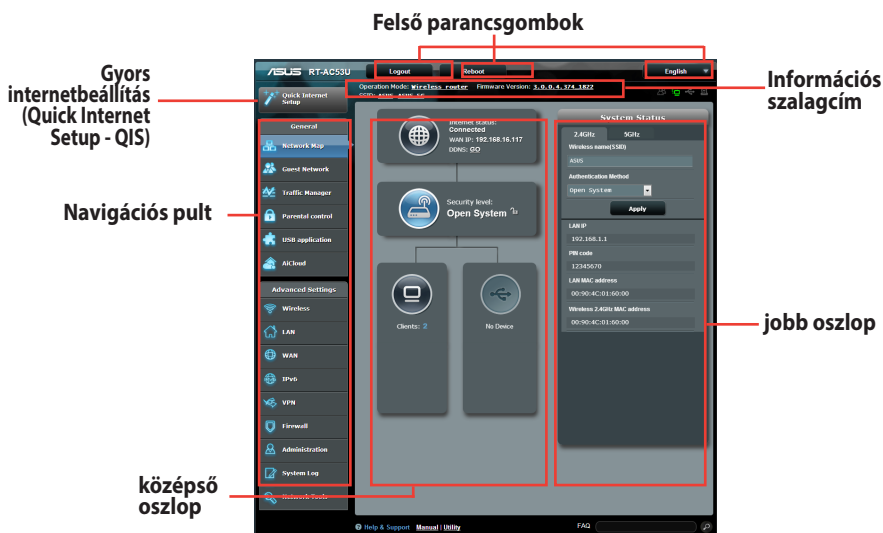 Felső parancsgombok
Gyors
internetbeállítás
(Quick Internet
Setup - QIS)
Információs
szalagcím
Navigációs pult
jobb oszlop
középső
oszlop
ASUS RT-AC53U
Logout
Reboot
English
Operation Mode: Wireless router Firmware Version: 3.0.0.4.374_1822
SSID: ASUS ASUS_5G
Quick Internet
Setup
General
Network Map
Guest Network
Traffic Manager
Parental control
USB application
AiCloud
Advanced Settings
Wireless
LAN
WAN
IPv6
VPN
Firewall
Administration
System Log
Network Tools
Internet status:
Connected
WAN IP: 192.168.16.117
DDNS: GO
Security level:
Open System
Clients: 2
No Device
System Status
2.4GHz
5GHz
Wireless name(SSID)
ASUS
Authentication Method
Open System
Apply
LAN IP
192.168.1.1
PIN code
12345670
LAN MAC address
00:90:4C:01:60:00
Wireless 2.4GHz MAC address
00:90:4C:01:60:00
Help & Support Manual | Utility
FAQ